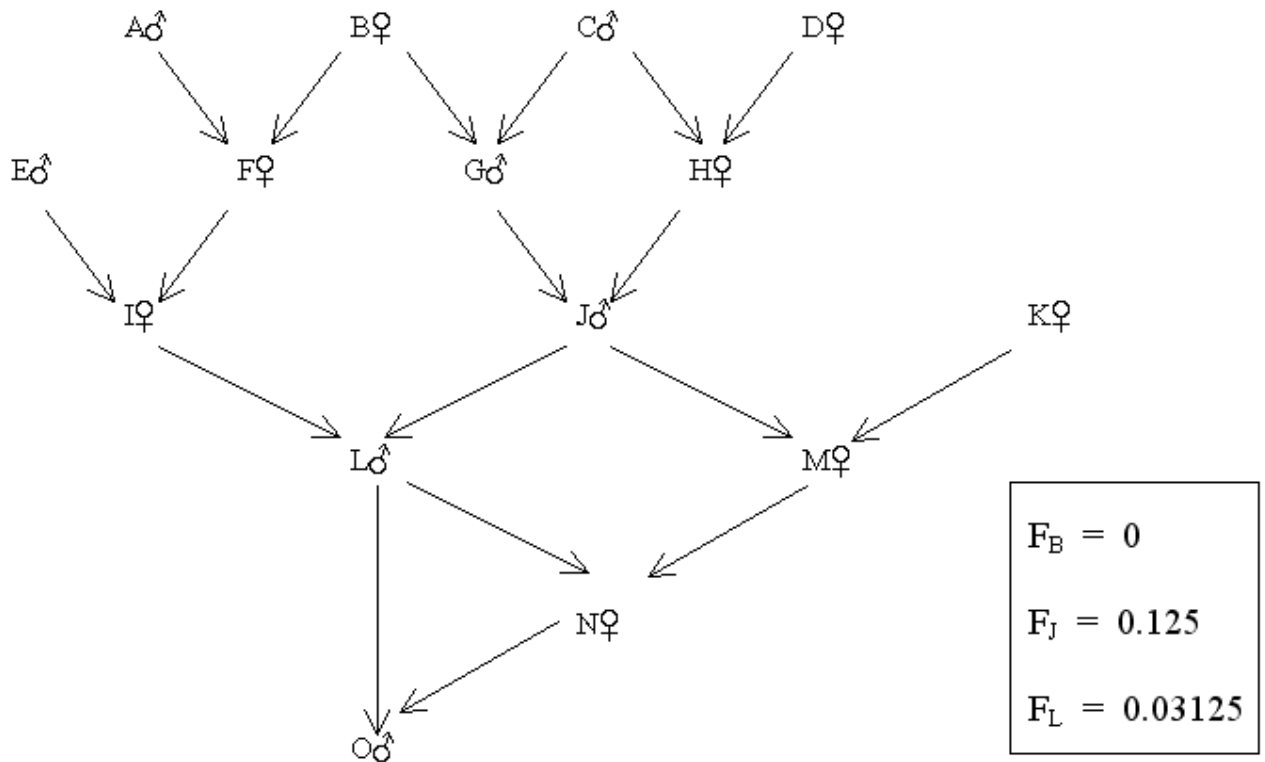 A♂ B♀ C♂ D♀
E♂ F♀ G♂ H♀
I♀ J♂ K♀
L♂ M♀
N♀
O♂
F_B = 0
F_J = 0.125
F_L = 0.03125